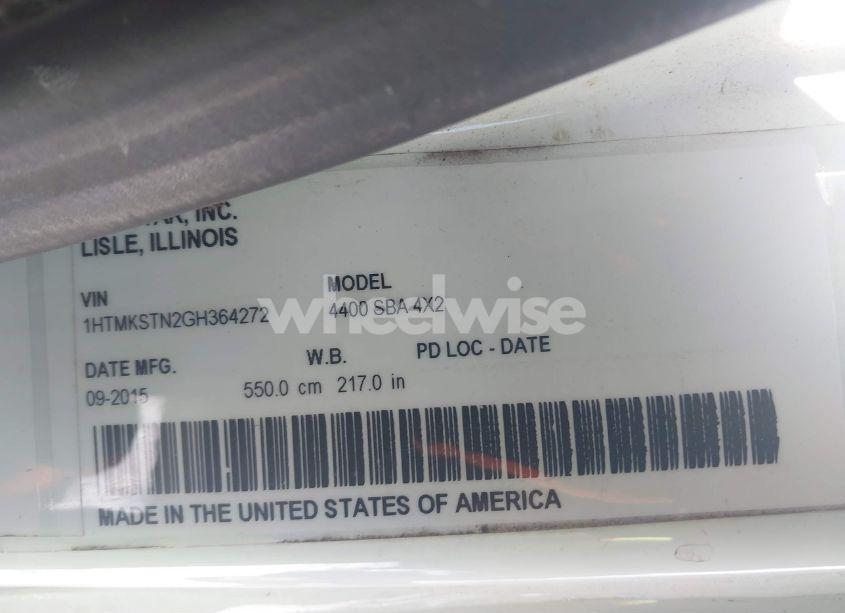 INC.
LISLE, ILLINOIS
VIN
1HTMKSTN2GH364272
MODEL
4400 SBA 4X2
DATE MFG.
09-2015
W.B.
550.0 cm 217.0 in
PD LOC - DATE
MADE IN THE UNITED STATES OF AMERICA
wheelwise